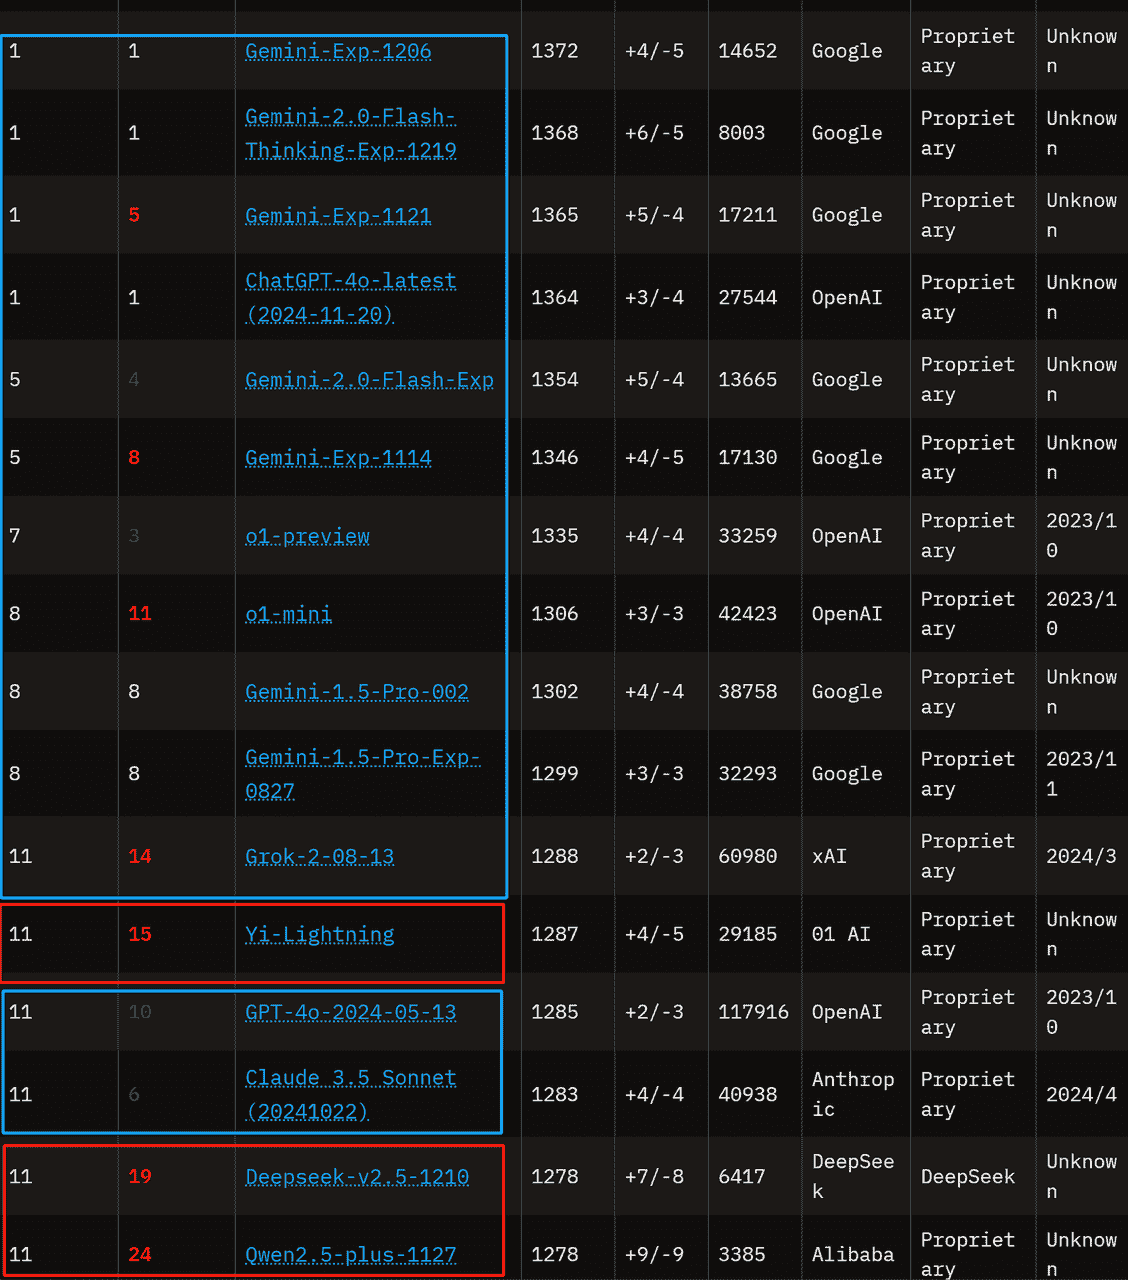 1 1 Gemini-Exp-1206 1372 +4/-5 14652 Google Propriet
ary Unknow
n
1 1 Gemini-2.0-Flash-
Thinking-Exp-1219 1368 +6/-5 8003 Google Propriet
ary Unknow
n
1 5 Gemini-Exp-1121 1365 +5/-4 17211 Google Propriet
ary Unknow
n
1 1 ChatGPT-4o-latest
(2024-11-20) 1364 +3/-4 27544 OpenAI Propriet
ary Unknow
n
5 4 Gemini-2.0-Flash-Exp 1354 +5/-4 13665 Google Propriet
ary Unknow
n
5 8 Gemini-Exp-1114 1346 +4/-5 17130 Google Propriet
ary Unknow
n
7 3 o1-preview 1335 +4/-4 33259 OpenAI Propriet
ary 2023/1
0
8 11 o1-mini 1306 +3/-3 42423 OpenAI Propriet
ary 2023/1
0
8 8 Gemini-1.5-Pro-002 1302 +4/-4 38758 Google Propriet
ary Unknow
n
8 8 Gemini-1.5-Pro-Exp-
0827 1299 +3/-3 32293 Google Propriet
ary 2023/1
1
11 14 Grok-2-08-13 1288 +2/-3 60980 xAI Propriet
ary 2024/3
11 15 Yi-Lightning 1287 +4/-5 29185 01 AI Propriet
ary Unknow
n
11 10 GPT-4o-2024-05-13 1285 +2/-3 117916 OpenAI Propriet
ary 2023/1
0
11 6 Claude 3.5 Sonnet
(20241022) 1283 +4/-4 40938 Anthrop
ic Propriet
ary 2024/4
11 19 Deepseek-v2.5-1210 1278 +7/-8 6417 DeepSee
k DeepSeek Unknow
n
11 24 Qwen2.5-plus-1127 1278 +9/-9 3385 Alibaba Propriet
ary Unknow
n